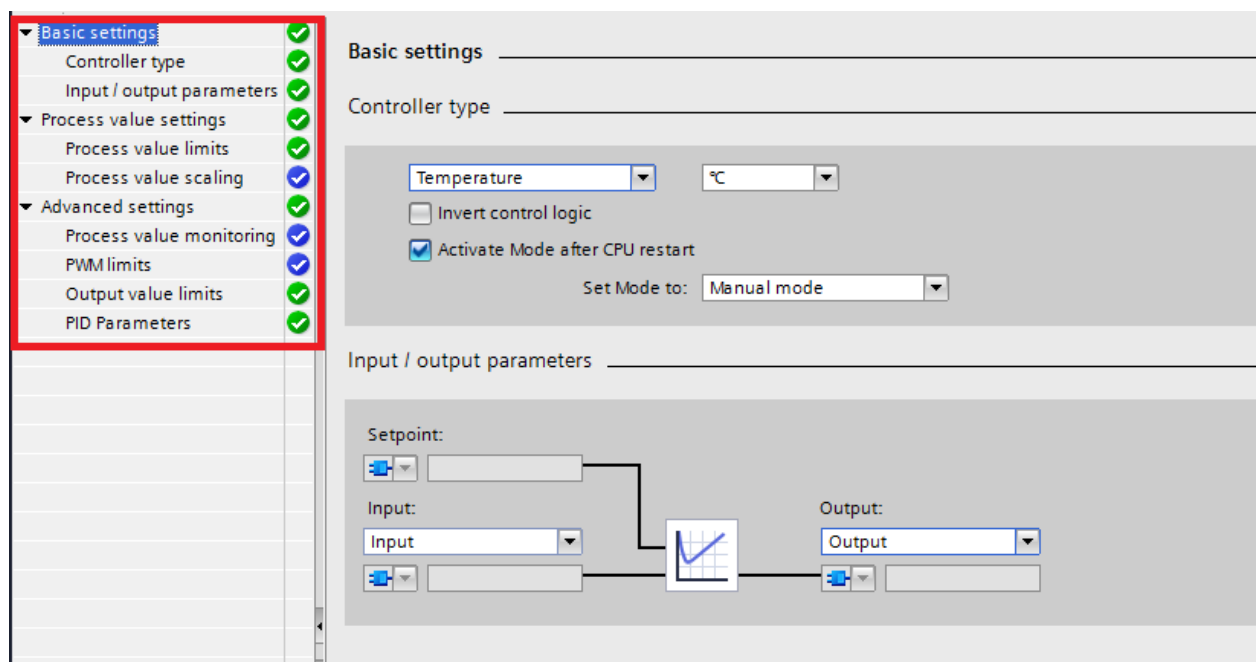 Basic settings
Controller type
Input / output parameters
Process value settings
Process value limits
Process value scaling
Advanced settings
Process value monitoring
PWM limits
Output value limits
PID Parameters
Basic settings
Controller type
Temperature
°C
Invert control logic
Activate Mode after CPU restart
Set Mode to: Manual mode
Input / output parameters
Setpoint:
Input:
Input
Output:
Output